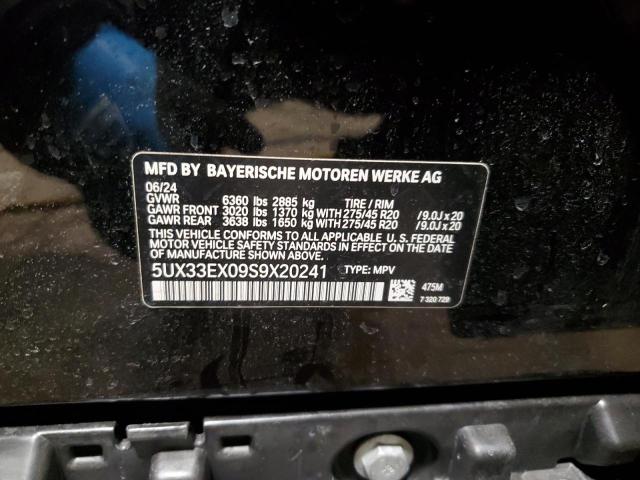 MFD BY BAYERISCHE MOTOREN WERKE AG
06/24
GVWR 6360 lbs 2885 kg TIRE / RIM
GAWR FRONT 3020 lbs 1370 kg WITH 275/45 R20 /9.0J x 20
GAWR REAR 3638 lbs 1650 kg WITH 275/45 R20 /9.0J x 20
THIS VEHICLE CONFORMS TO ALL APPLICABLE U. S. FEDERAL
MOTOR VEHICLE SAFETY STANDARDS IN EFFECT ON THE DATE
OF MANUFACTURE SHOWN ABOVE.
5UX33EX09S9X20241 TYPE: MPV
475M
7 320 729